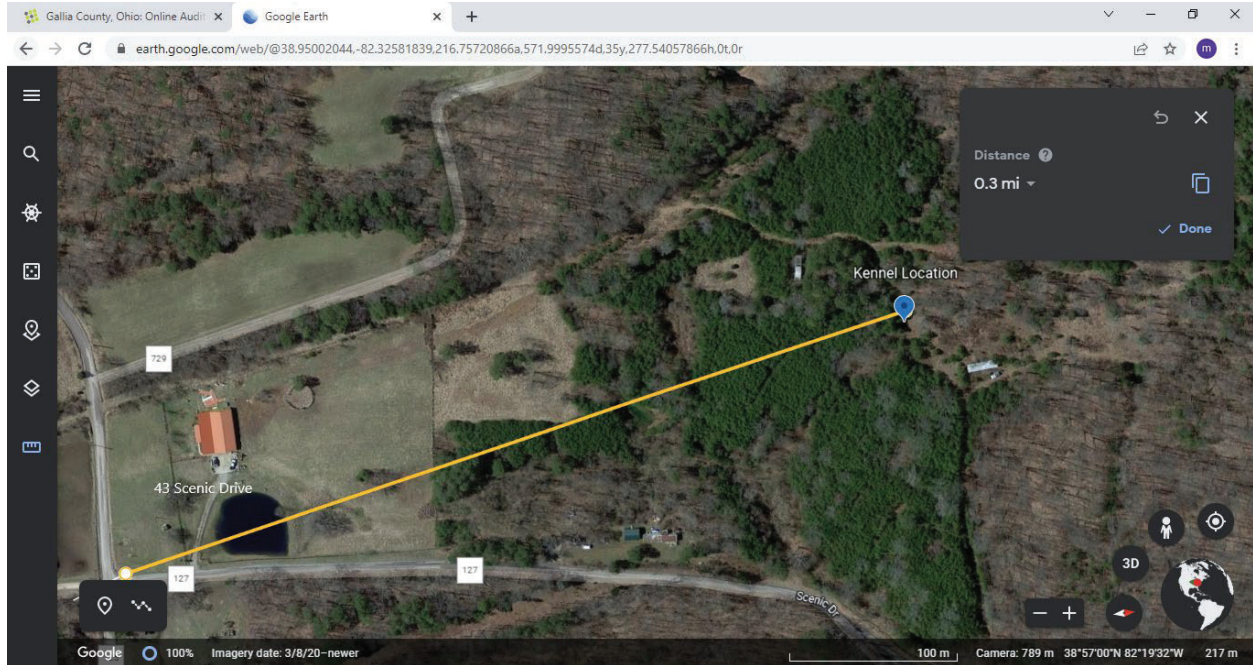 Gallia County, Ohio: Online Audit
Google Earth
earth.google.com/web/@38.95002044,-82.32581839,216.75720866a,571.9995574d,35y,277.54057866h,0t,0r
m
Distance ?
0.3 mi
Done
Kennel Location
729
43 Scenic Drive
127
127
Scenic Dr
3D
Google
100%
Imagery date: 3/8/20–newer
100 m
Camera: 789 m
38°57'00"N 82°19'32"W
217 m